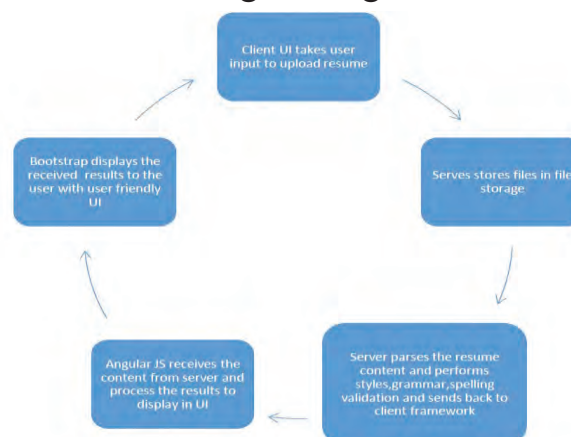 Client UI takes user
input to upload resume
Serves stores files in file
storage
Server parses the resume
content and performs
styles,grammar,spelling
validation and sends back to
client framework
Angular JS receives the
content from server and
process the results to
display in UI
Bootstrap displays the
received results to the
user with user friendly
UI